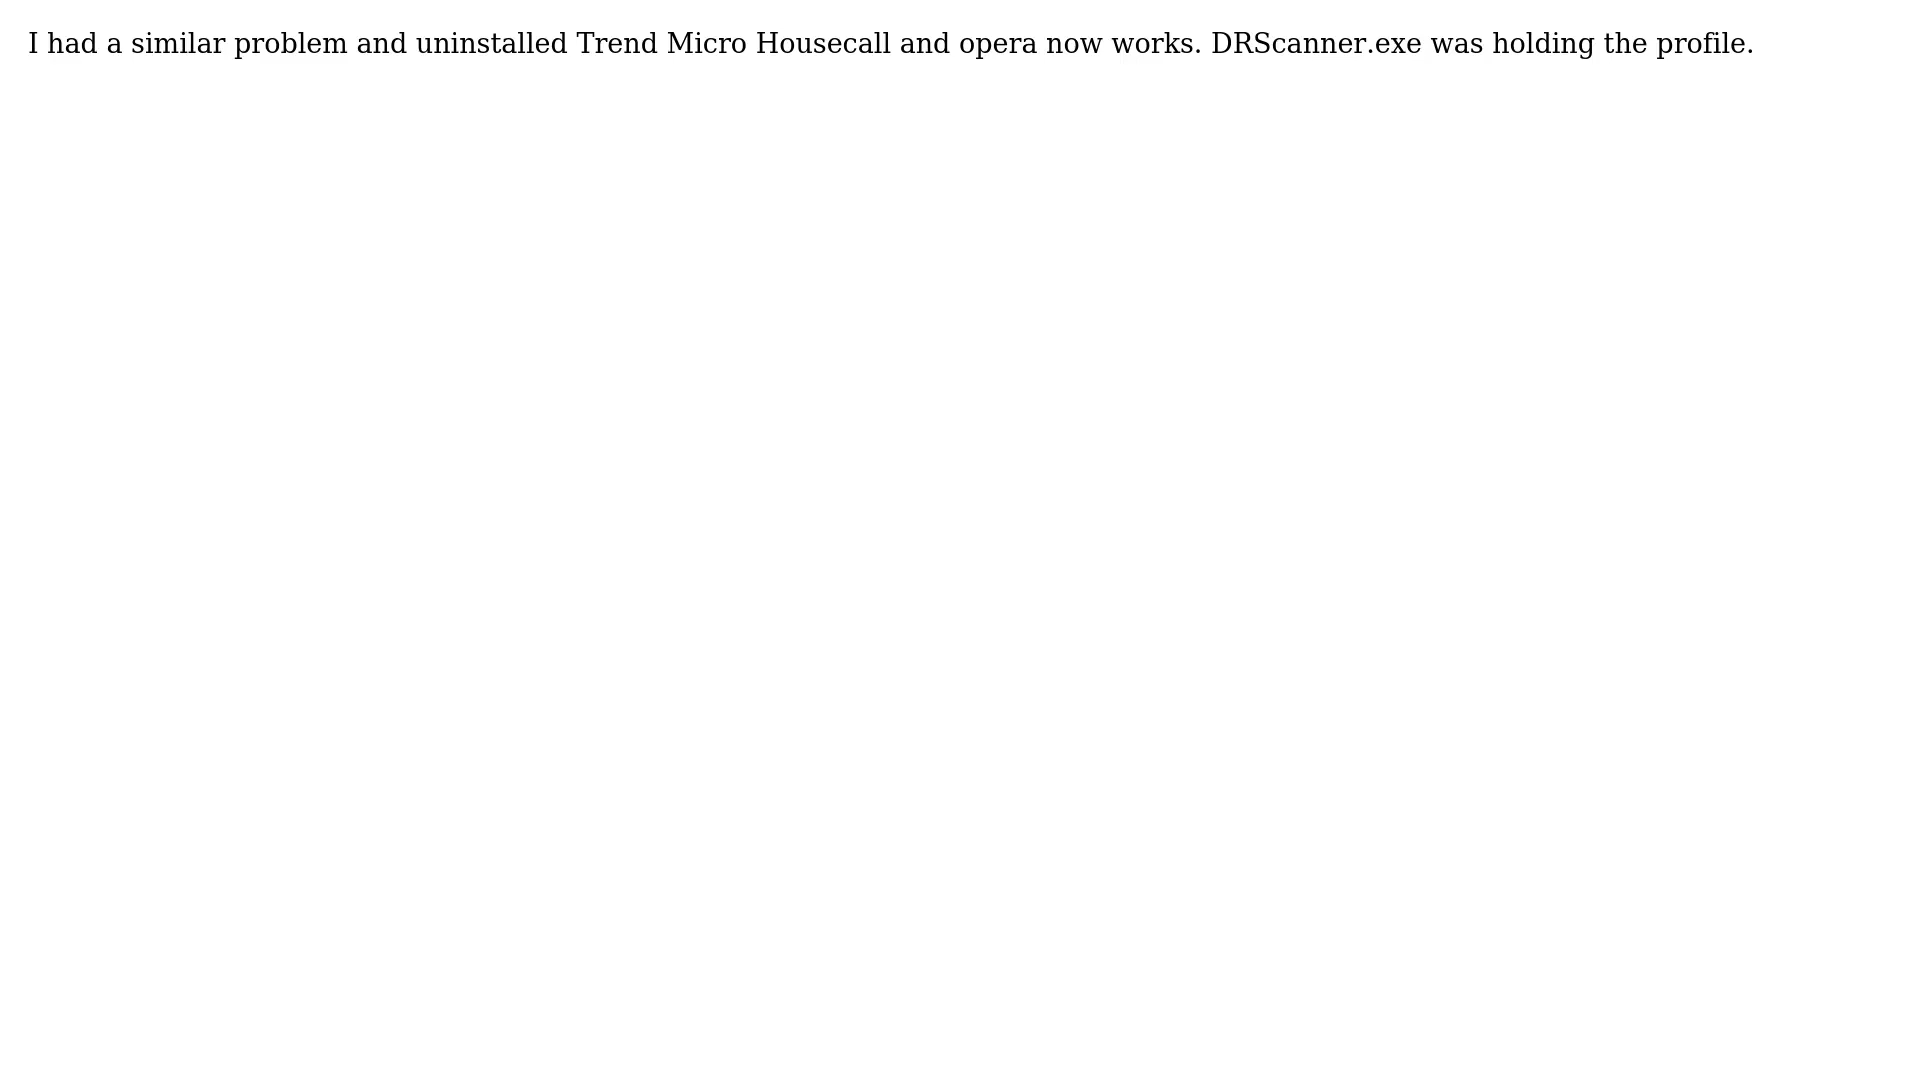 I had a similar problem and uninstalled Trend Micro Housecall and opera now works. DRScanner.exe was holding the profile.